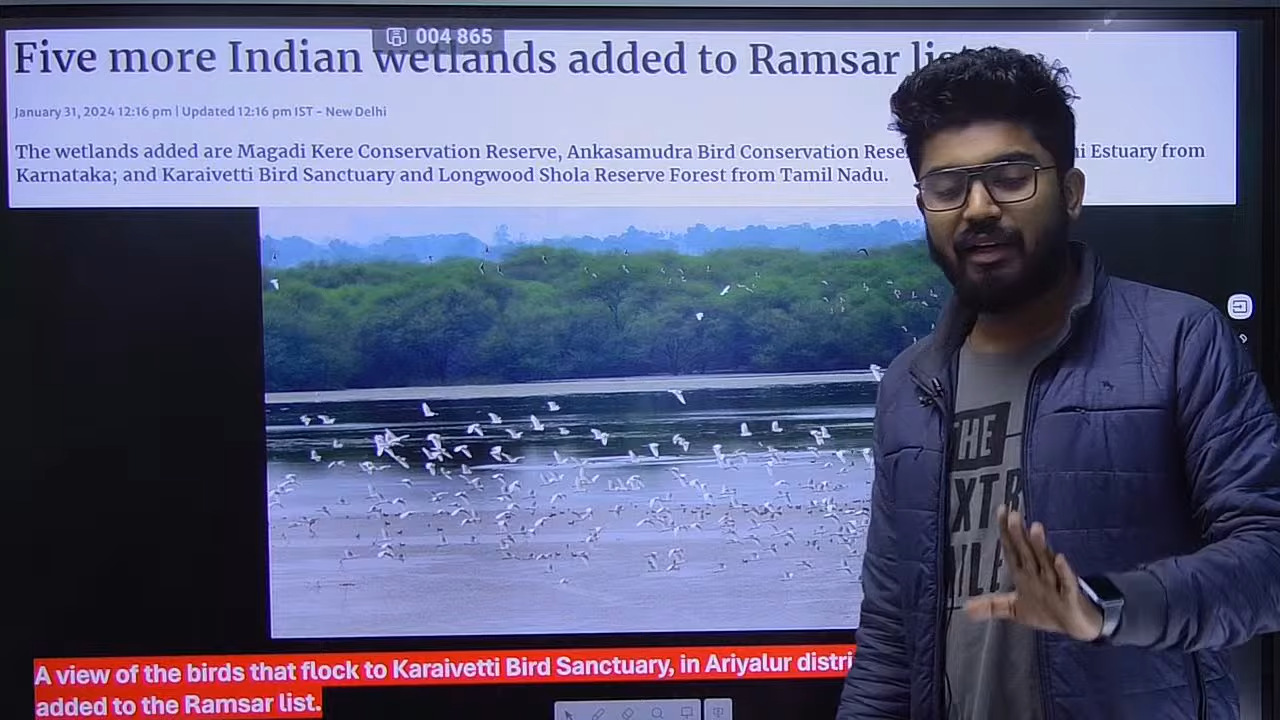 004 865
Five more Indian wetlands added to Ramsar
January 31, 2024 12:16 pm | Updated 12:16 pm IST - New Delhi
The wetlands added are Magadi Kere Conservation Reserve, Ankasamudra Bird Conservation Estuary from
Karnataka; and Karaivetti Bird Sanctuary and Longwood Shola Reserve Forest from Tamil Nadu.
THE
A view of the birds that flock to Karaivetti Bird Sanctuary, in Ariyalur
added to the Ramsar list.